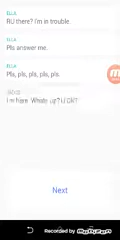 ELLA
RU there? I'm in trouble.
ELLA
Pls answer me.
ELLA
Pls, pls, pls, pls, pls.
I'm here. Whats up? U OK?
Next
Recorded by